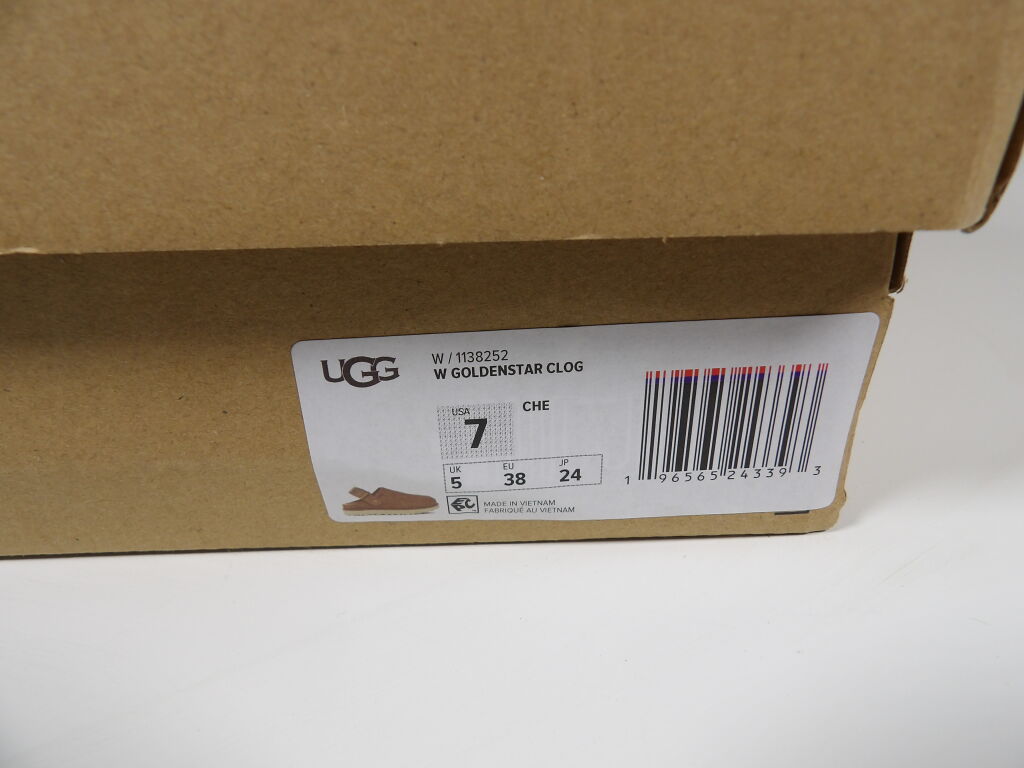 UGG
W / 1138252
W GOLDENSTAR CLOG
USA
7
CHE
UK EU JP
5 38 24
MADE IN VIETNAM
FABRIQUÉ AU VIETNAM
1 96565 24339 3